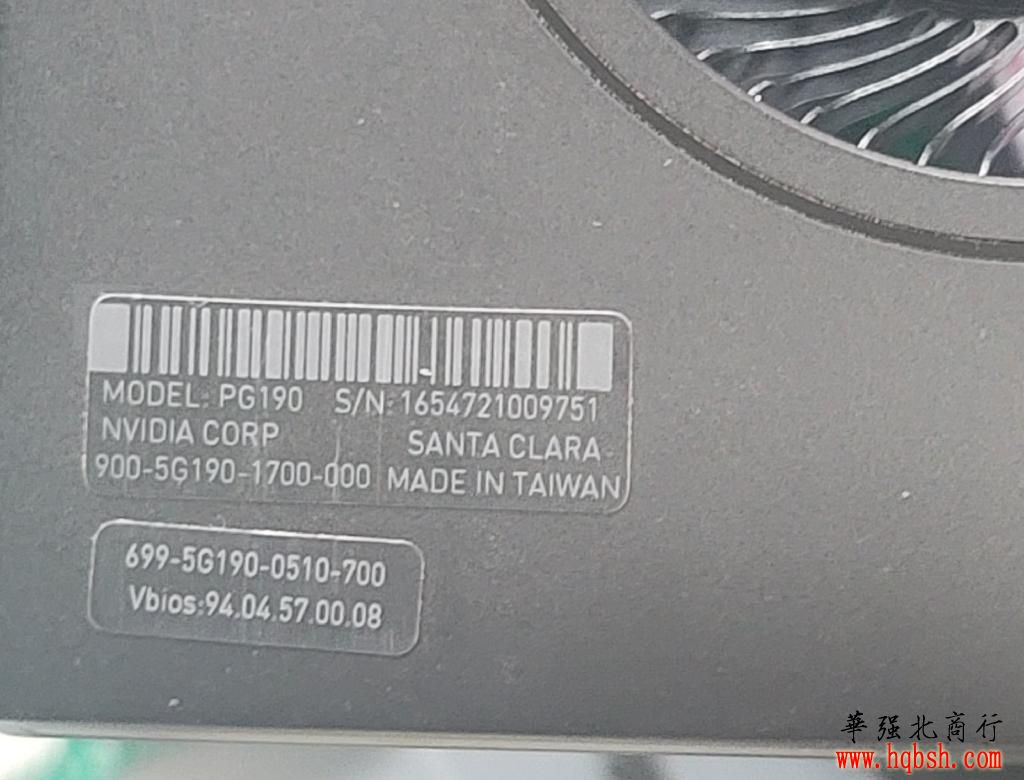 MODEL: PG190 S/N:1654721009751
NVIDIA CORP SANTA CLARA
900-5G190-1700-000 MADE IN TAIWAN
699-5G190-0510-700
Vbios:94.04.57.00.08
華强北商行
www.hqbsh.com